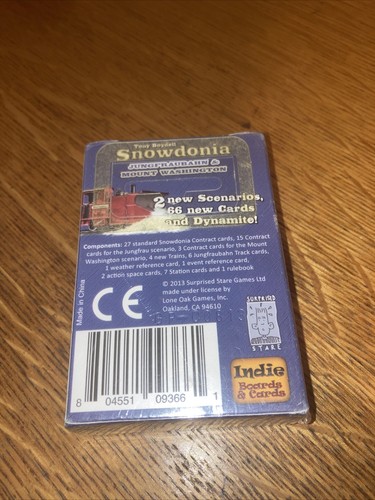 Tony Boydell
Snowdonia
JUNGFRAUBAHN &
MOUNT WASHINGTON
2 new Scenarios,
66 new Cards
and Dynamite!
Components: 27 standard Snowdonia Contract cards, 15 Contract
cards for the Jungfrau scenario, 3 Contract cards for the Mount
Washington scenario, 4 new Trains, 6 Jungfraubahn Track cards,
1 weather reference card, 1 event reference card,
2 action space cards, 7 Station cards and 1 rulebook
Made in China
CE
© 2013 Surprised Stare Games Ltd
made under license by
Lone Oak Games, Inc.
Oakland, CA 94610
SURPRISED
STARE
Indie
Boards
& Cards
8 04551 09366 1